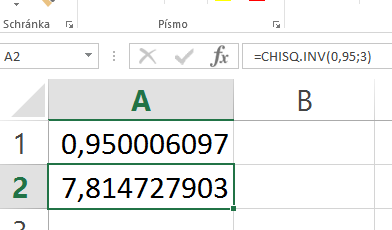 Schránka Písmo
A2 fx =CHISQ.INV(0,95;3)
A B
1 0,950006097
2 7,814727903